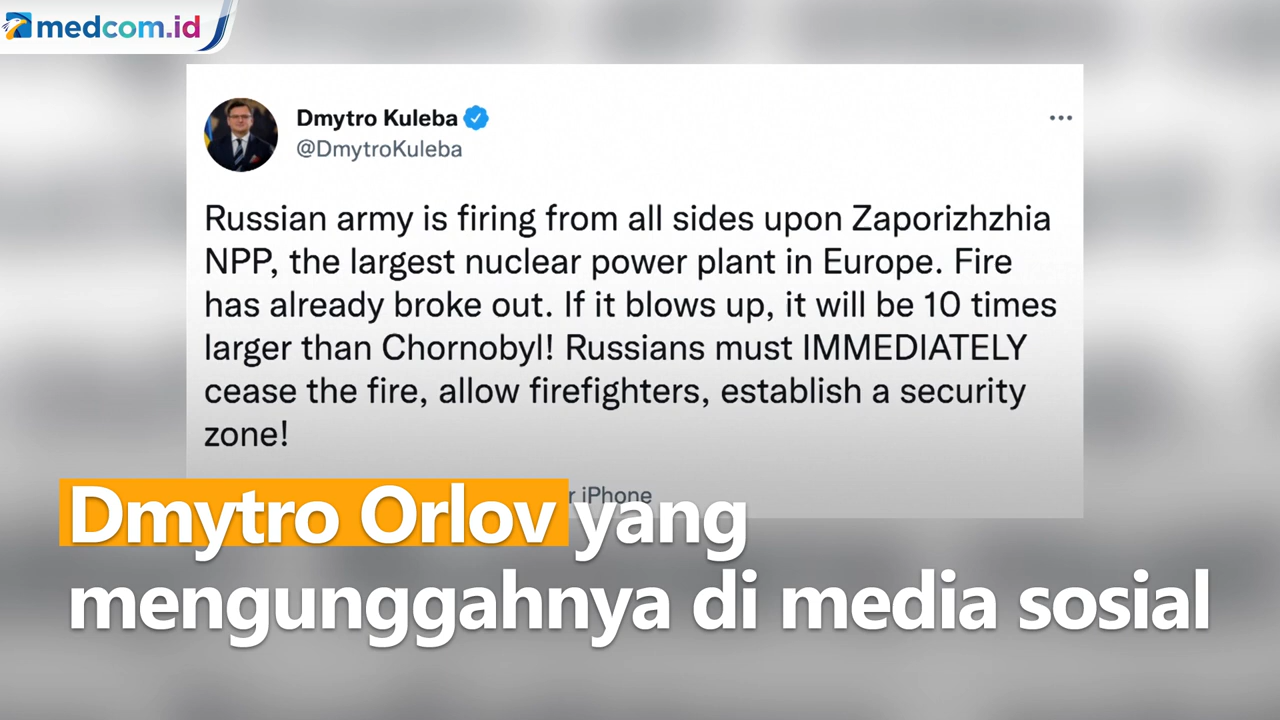 medcom.id
Dmytro Kuleba
@DmytroKuleba
Russian army is firing from all sides upon Zaporizhzhia
NPP, the largest nuclear power plant in Europe. Fire
has already broke out. If it blows up, it will be 10 times
larger than Chornobyl! Russians must IMMEDIATELY
cease the fire, allow firefighters, establish a security
zone!
iPhone
Dmytro Orlov yang
mengunggahnya di media sosial